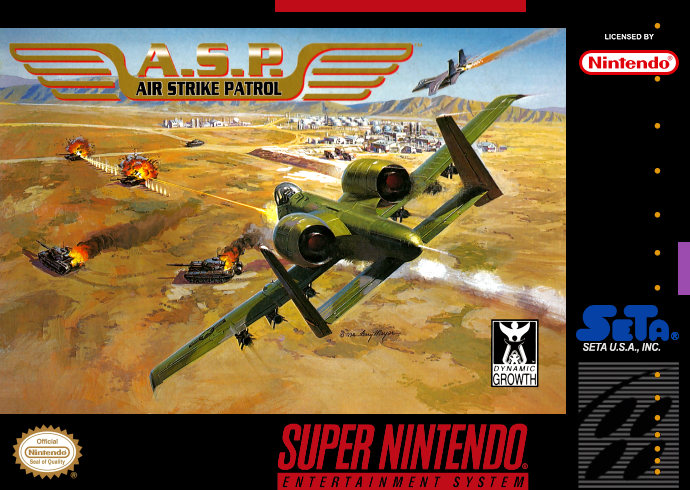 LICENSED BY
Nintendo®
A.S.P.™
AIR STRIKE PATROL
SETA®
SETA U.S.A., INC.
DYNAMIC
GROWTH
Official
Nintendo
Seal of Quality
®
SUPER NINTENDO®
ENTERTAINMENT SYSTEM